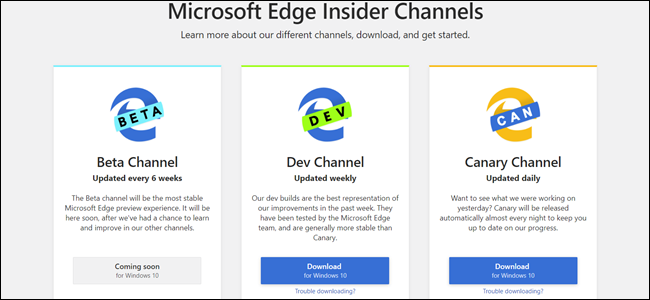 Microsoft Edge Insider Channels
Learn more about our different channels, download, and get started.
BETA
Beta Channel
Updated every 6 weeks
The Beta channel will be the most stable
Microsoft Edge preview experience. It will
be here soon, after we've had a chance to learn
and improve in our other channels.
Coming soon
for Windows 10
DEV
Dev Channel
Updated weekly
Our dev builds are the best representation of
our improvements in the past week. They
have been tested by the Microsoft Edge
team, and are generally more stable than
Canary.
Download
for Windows 10
Trouble downloading?
CAN
Canary Channel
Updated daily
Want to see what we were working on
yesterday? Canary will be released
automatically almost every night to keep you
up to date on our progress.
Download
for Windows 10
Trouble downloading?